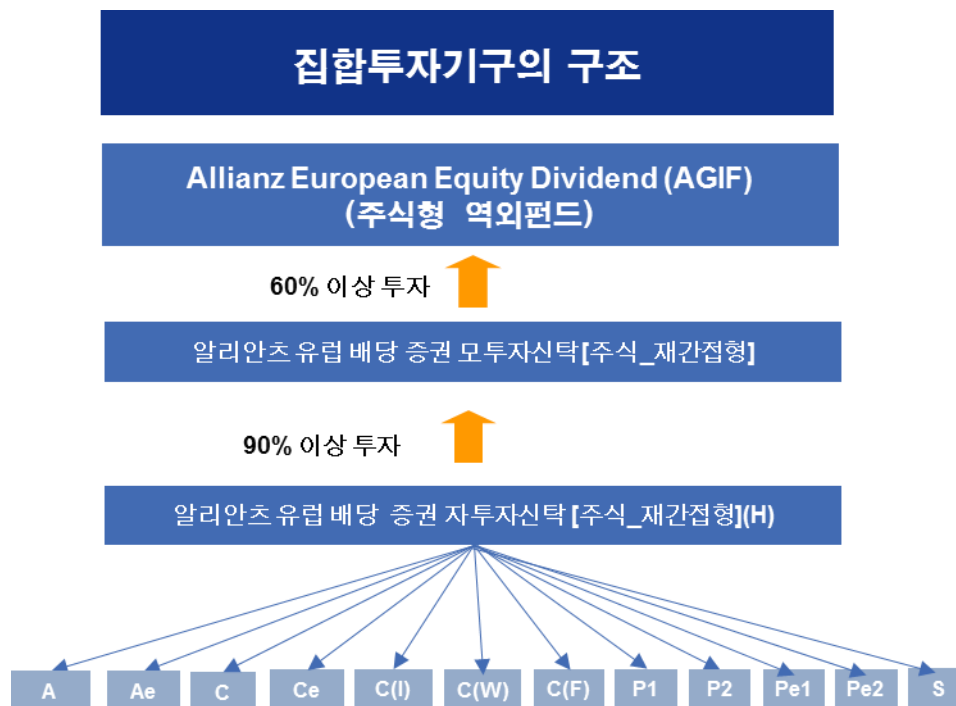 집합투자기구의 구조
Allianz European Equity Dividend (AGIF)
(주식형 역외펀드)
60% 이상 투자
알리안츠 유럽 배당 증권 모투자신탁[주식_재간접형]
90% 이상 투자
알리안츠 유럽 배당 증권 자투자신탁[주식_재간접형](H)
A Ae C Ce C(I) C(W) C(F) P1 P2 Pe1 Pe2 S